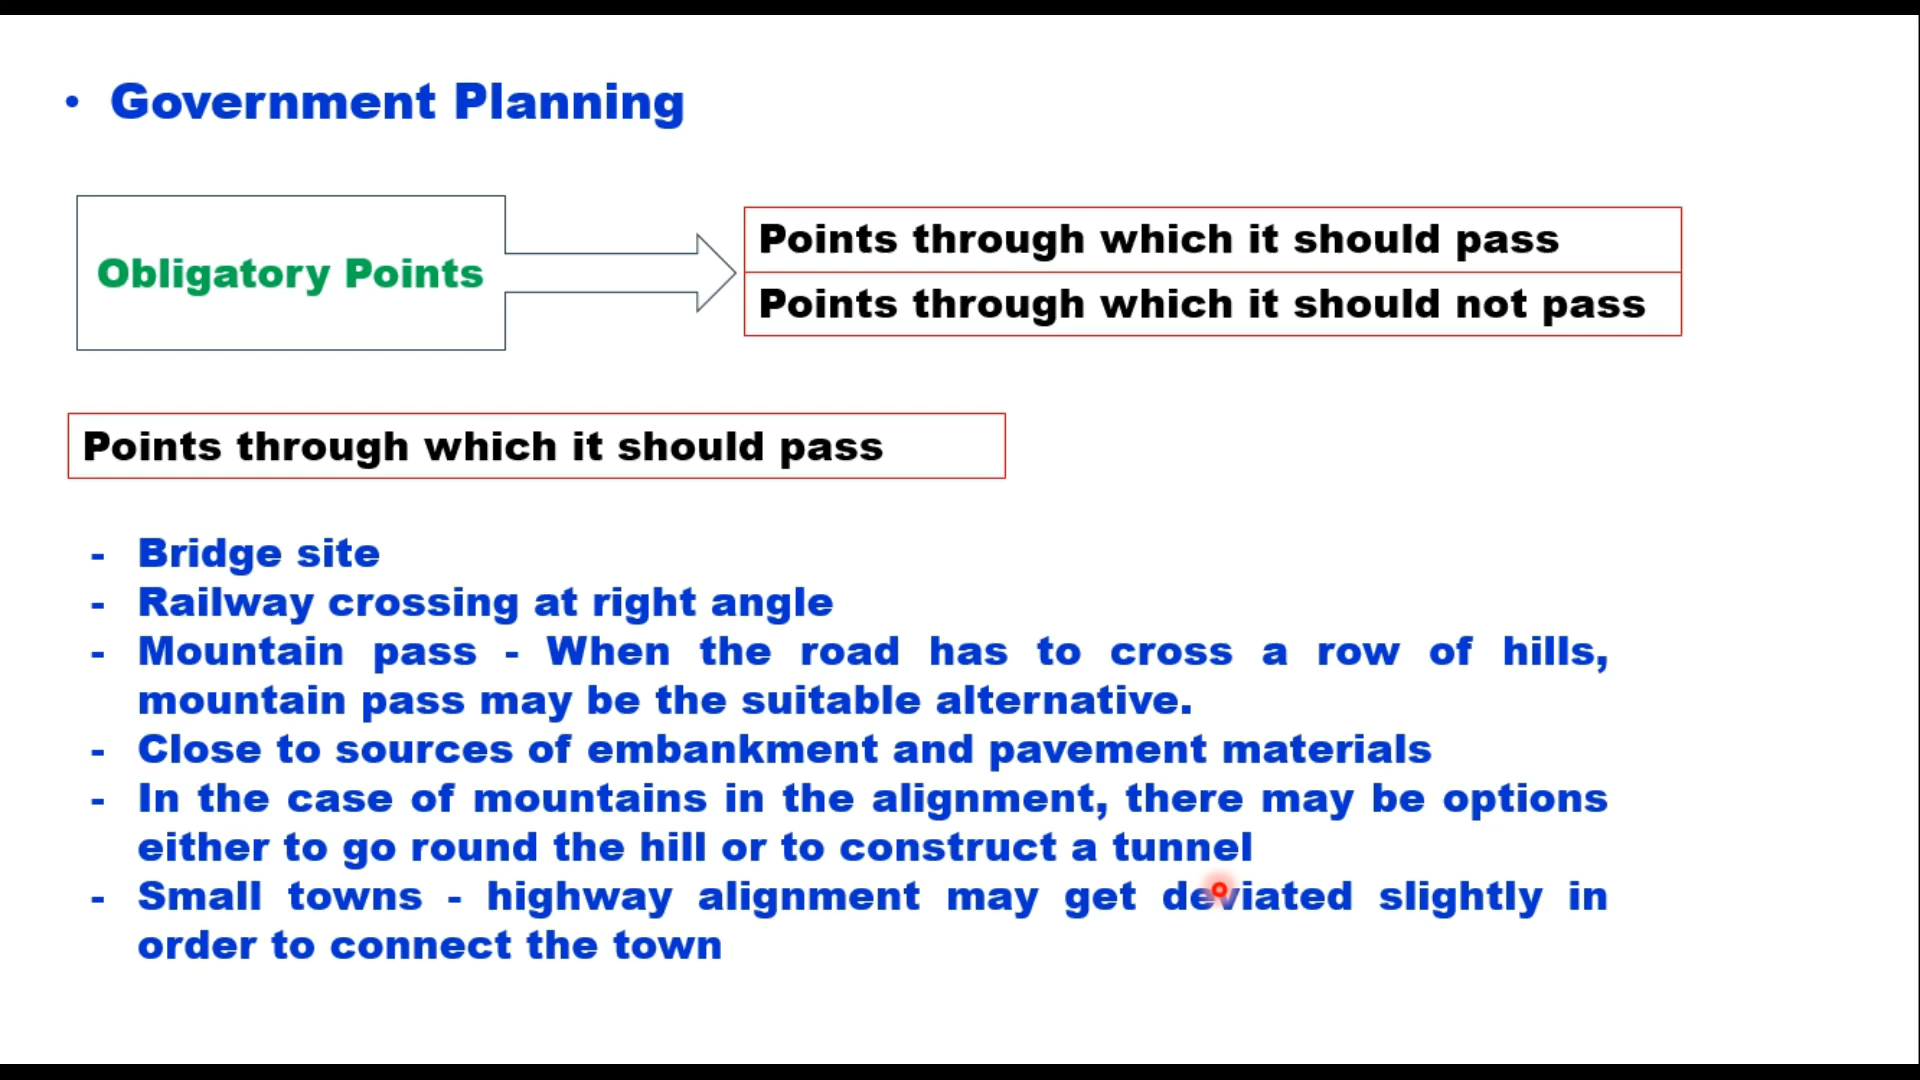 • Government Planning
Obligatory Points
Points through which it should pass
Points through which it should not pass
Points through which it should pass
- Bridge site
- Railway crossing at right angle
- Mountain pass - When the road has to cross a row of hills,
mountain pass may be the suitable alternative.
- Close to sources of embankment and pavement materials
- In the case of mountains in the alignment, there may be options
either to go round the hill or to construct a tunnel
- Small towns - highway alignment may get deviated slightly in
order to connect the town